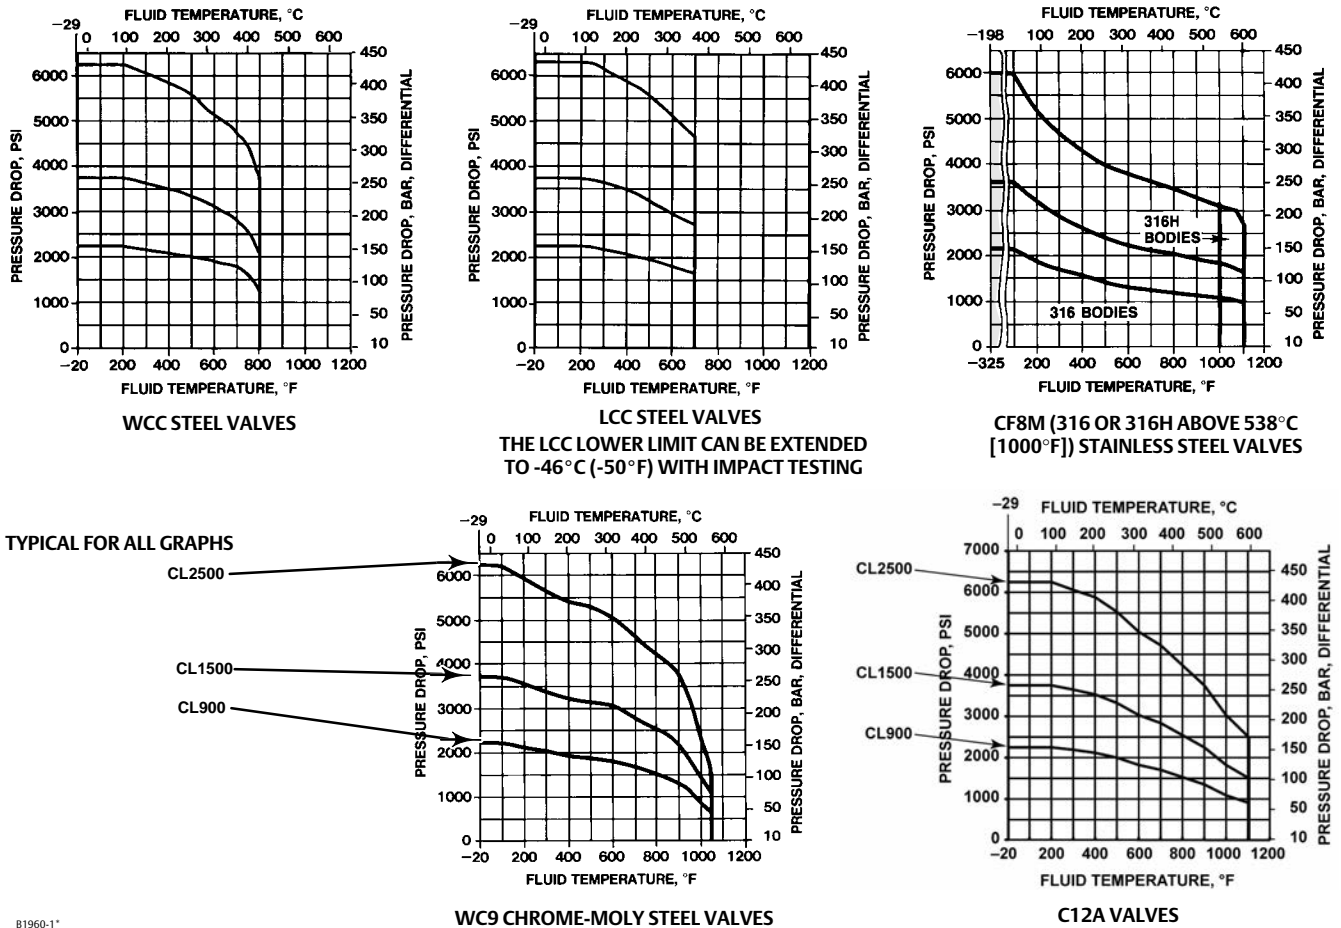 FLUID TEMPERATURE, °C
−29
0 100 200 300 400 500 600
450
400
350
300
250
200
150
100
50
10
PRESSURE DROP, BAR, DIFFERENTIAL
6000
5000
4000
3000
2000
1000
0
PRESSURE DROP, PSI
−20 200 400 600 800 1000 1200
FLUID TEMPERATURE, °F
WCC STEEL VALVES
FLUID TEMPERATURE, °C
−29
0 100 200 300 400 500 600
450
400
350
300
250
200
150
100
50
10
PRESSURE DROP, BAR, DIFFERENTIAL
6000
5000
4000
3000
2000
1000
0
PRESSURE DROP, PSI
−20 200 400 600 800 1000 1200
FLUID TEMPERATURE, °F
LCC STEEL VALVES
THE LCC LOWER LIMIT CAN BE EXTENDED
TO -46°C (-50°F) WITH IMPACT TESTING
FLUID TEMPERATURE, °C
−198 100 200 300 400 500 600
450
400
350
300
250
200
150
100
50
10
PRESSURE DROP, BAR, DIFFERENTIAL
6000
5000
4000
3000
2000
1000
0
PRESSURE DROP, PSI
316H
BODIES
316 BODIES
−325 200 400 600 800 1000 1200
FLUID TEMPERATURE, °F
CF8M (316 OR 316H ABOVE 538°C
[1000°F]) STAINLESS STEEL VALVES
TYPICAL FOR ALL GRAPHS
CL2500
CL1500
CL900
FLUID TEMPERATURE, °C
−29
0 100 200 300 400 500 600
450
400
350
300
250
200
150
100
50
10
PRESSURE DROP, BAR, DIFFERENTIAL
6000
5000
4000
3000
2000
1000
0
PRESSURE DROP, PSI
−20 200 400 600 800 1000 1200
FLUID TEMPERATURE, °F
WC9 CHROME-MOLY STEEL VALVES
CL2500
CL1500
CL900
FLUID TEMPERATURE, °C
−29
0 100 200 300 400 500 600
450
400
350
300
250
200
150
100
50
10
PRESSURE DROP, BAR, DIFFERENTIAL
7000
6000
5000
4000
3000
2000
1000
0
PRESSURE DROP, PSI
−20 200 400 600 800 1000 1200
FLUID TEMPERATURE, °F
C12A VALVES
B1960-1*